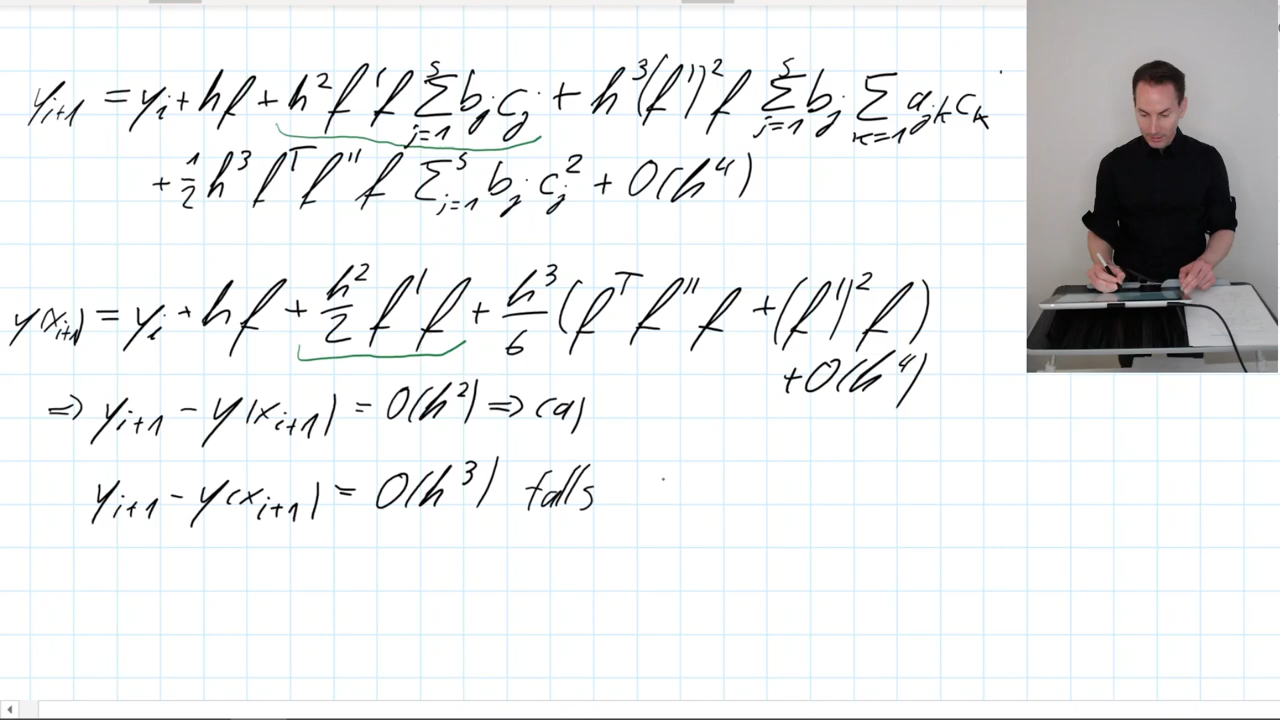 y_{i+1} = y_i + hf + h^2 f' f \sum_{j=1}^{s} b_j c_j + h^3 (f')^2 f \sum_{j=1}^{s} b_j \sum_{k=1} a_{jk} c_k
+ \frac{1}{2} h^3 f^T f'' f \sum_{j=1}^{s} b_j c_j^2 + O(h^4)
y(x_{i+1}) = y_i + hf + \frac{h^2}{2} f' f + \frac{h^3}{6} (f^T f'' f + (f')^2 f)
+ O(h^4)
⇒ y_{i+1} - y(x_{i+1}) = O(h^2) ⇒ (a)
y_{i+1} - y(x_{i+1}) = O(h^3) falls